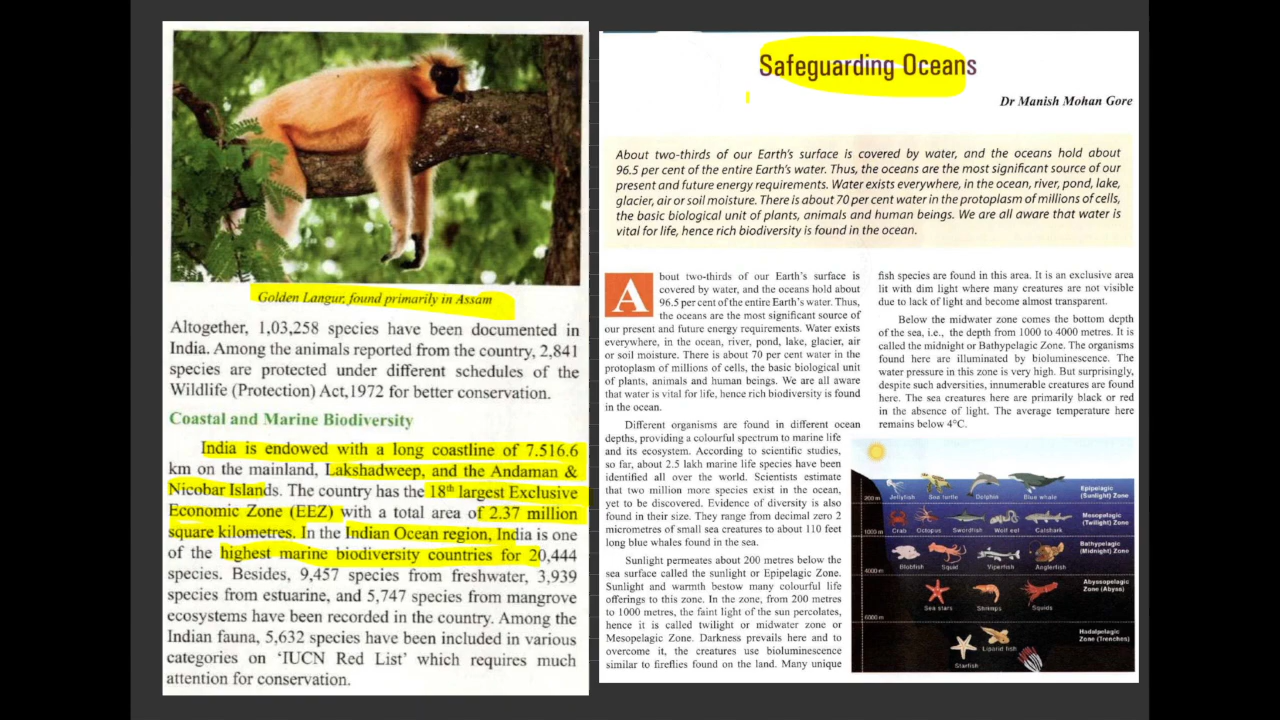 Golden Langur, found primarily in Assam
Altogether, 1,03,258 species have been documented in
India. Among the animals reported from the country, 2,841
species are protected under different schedules of the
Wildlife (Protection) Act,1972 for better conservation.
Coastal and Marine Biodiversity
India is endowed with a long coastline of 7.516.6
km on the mainland, Lakshadweep, and the Andaman &
Nicobar Islands. The country has the 18th largest Exclusive
Economic Zone (EEZ) with a total area of 2.37 million
square kilometres. In the Indian Ocean region, India is one
of the highest marine biodiversity countries for 20,444
species. Besides, 9,457 species from freshwater, 3,939
species from estuarine, and 5,747 species from mangrove
ecosystems have been recorded in the country. Among the
Indian fauna, 5,632 species have been included in various
categories on ‘IUCN Red List’ which requires much
attention for conservation.
Safeguarding Oceans
Dr Manish Mohan Gore
About two-thirds of our Earth's surface is covered by water, and the oceans hold about
96.5 per cent of the entire Earth's water. Thus, the oceans are the most significant source of our
present and future energy requirements. Water exists everywhere, in the ocean, river, pond, lake,
glacier, air or soil moisture. There is about 70 per cent water in the protoplasm of millions of cells,
the basic biological unit of plants, animals and human beings. We are all aware that water is
vital for life, hence rich biodiversity is found in the ocean.
About two-thirds of our Earth's surface is
covered by water, and the oceans hold about
96.5 per cent of the entire Earth's water. Thus,
the oceans are the most significant source of
our present and future energy requirements. Water exists
everywhere, in the ocean, river, pond, lake, glacier, air
or soil moisture. There is about 70 per cent water in the
protoplasm of millions of cells, the basic biological unit
of plants, animals and human beings. We are all aware
that water is vital for life, hence rich biodiversity is found
in the ocean.
Different organisms are found in different ocean
depths, providing a colourful spectrum to marine life
and its ecosystem. According to scientific studies,
so far, about 2.5 lakh marine life species have been
identified all over the world. Scientists estimate
that two million more species exist in the ocean,
yet to be discovered. Evidence of diversity is also
found in their size. They range from decimal zero 2
micrometres of small sea creatures to about 110 feet
long blue whales found in the sea.
Sunlight permeates about 200 metres below the
sea surface called the sunlight or Epipelagic Zone.
Sunlight and warmth bestow many colourful life
offerings to this zone. In the zone, from 200 metres
to 1000 metres, the faint light of the sun percolates,
hence it is called twilight or midwater zone or
Mesopelagic Zone. Darkness prevails here and to
overcome it, the creatures use bioluminescence
similar to fireflies found on the land. Many unique
fish species are found in this area. It is an exclusive area
lit with dim light where many creatures are not visible
due to lack of light and become almost transparent.
Below the midwater zone comes the bottom depth
of the sea, i.e., the depth from 1000 to 4000 metres. It is
called the midnight or Bathypelagic Zone. The organisms
found here are illuminated by bioluminescence. The
water pressure in this zone is very high. But surprisingly,
despite such adversities, innumerable creatures are found
here. The sea creatures here are primarily black or red
in the absence of light. The average temperature here
remains below 4°C.
200 m Jellyfish Sea turtle Dolphin Blue whale Epipelagic
(Sunlight) Zone
1000 m Crab Octopus Swordfish Wolf eel Catshark Mesopelagic
(Twilight) Zone
4000m Blobfish Squid Viperfish Anglerfish Bathypelagic
(Midnight) Zone
Sea stars Shrimps Squids Abyssopelagic
Zone (Abyss)
6000m Starfish Liparid fish Hadalpelagic
Zone (Trenches)